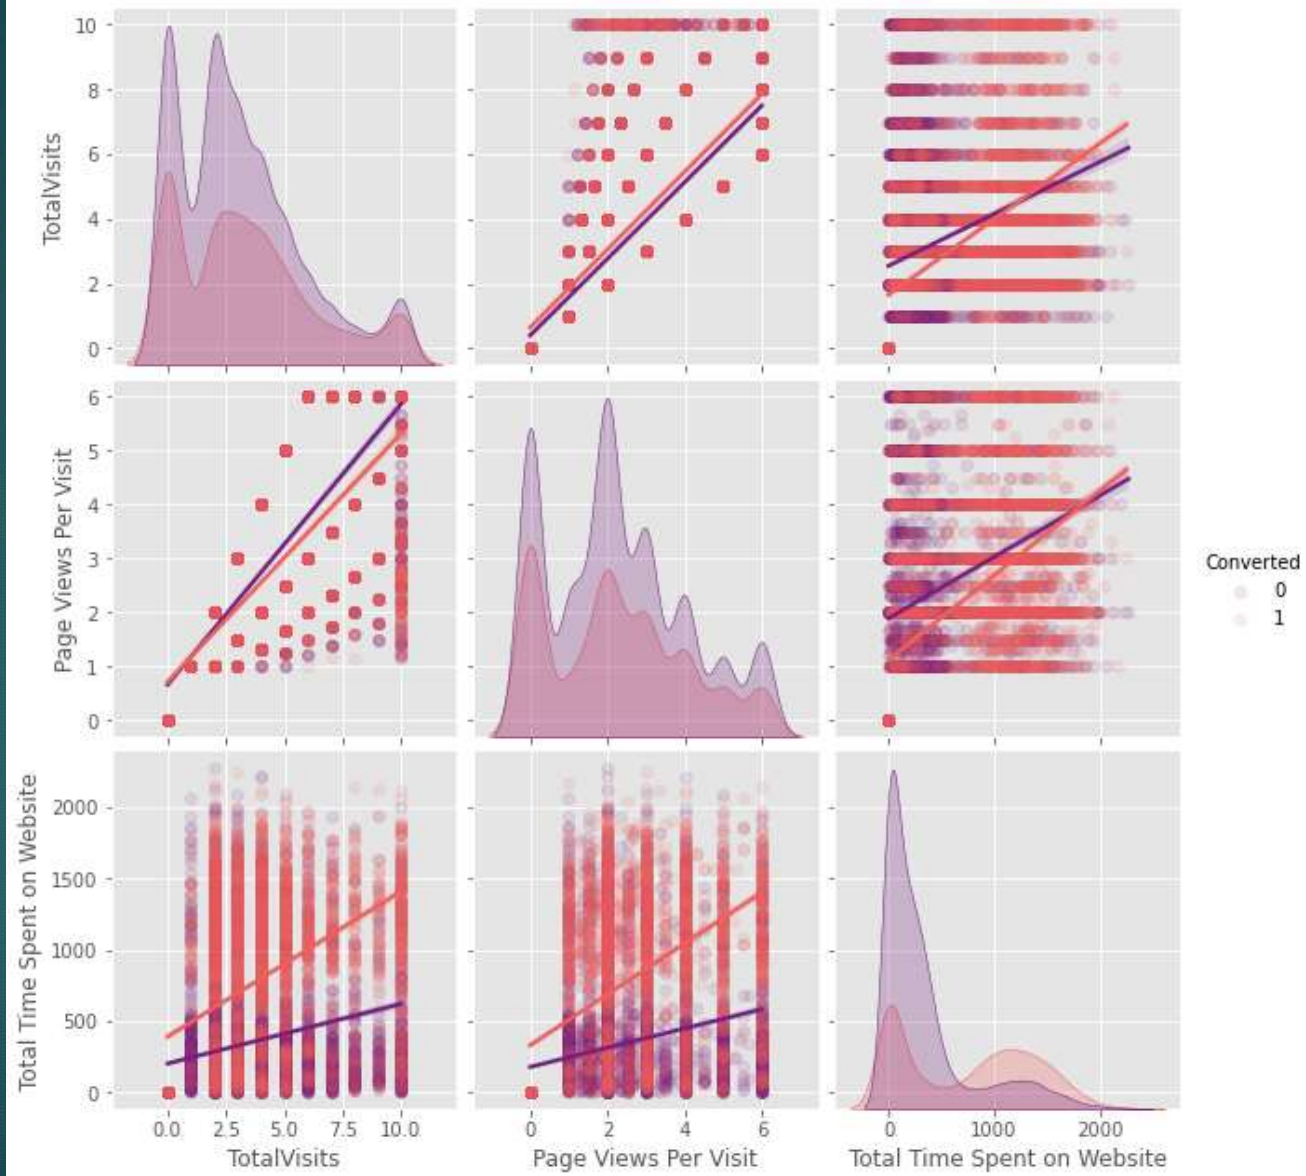 10
8
6
4
2
0
TotalVisits
6
5
4
3
2
1
0
Page Views Per Visit
Converted
0
1
2000
1500
1000
500
0
Total Time Spent on Website
0.0 2.5 5.0 7.5 10.0
TotalVisits
0 2 4 6
Page Views Per Visit
0 1000 2000
Total Time Spent on Website